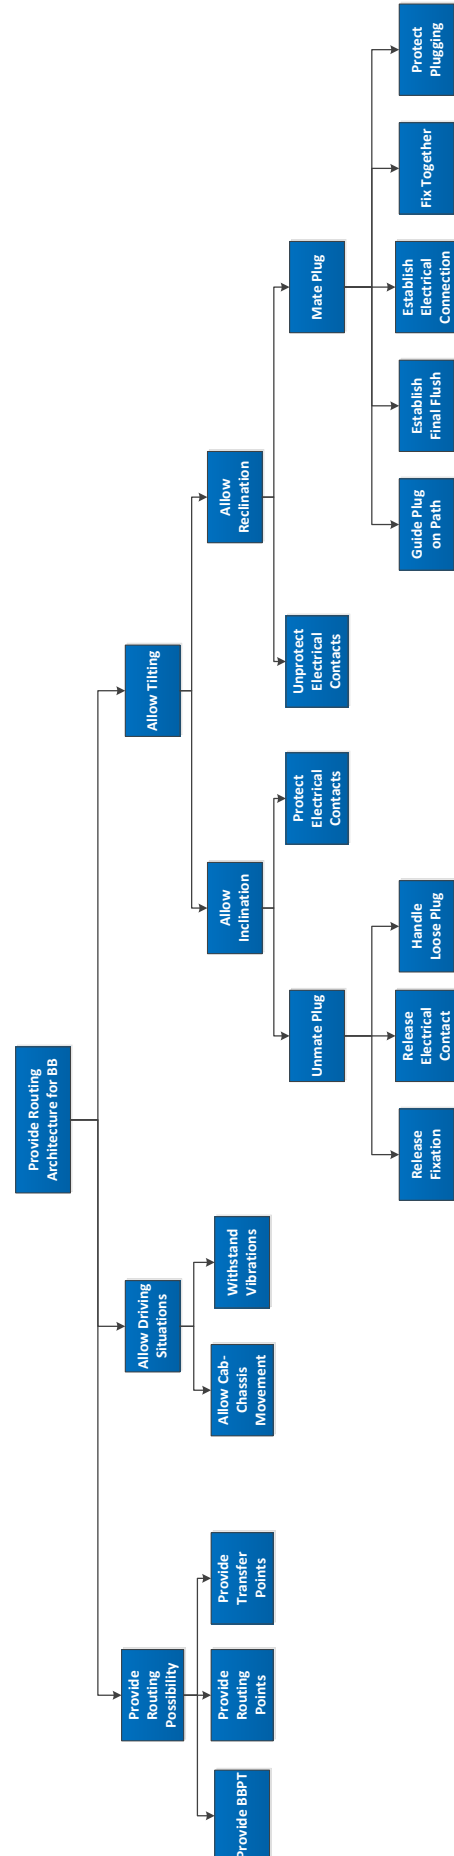 Provide Routing
Architecture for BB
Provide
Routing
Possibility
Allow Driving
Situations
Allow Tilting
Provide BBPT
Provide
Routing
Points
Provide
Transfer
Points
Allow Cab-
Chassis
Movement
Withstand
Vibrations
Allow
Inclination
Allow
Reclination
Unmate Plug
Protect
Electrical
Contacts
Unprotect
Electrical
Contacts
Mate Plug
Release
Fixation
Release
Electrical
Contact
Handle
Loose Plug
Guide Plug
on Path
Establish
Final Flush
Establish
Electrical
Connection
Fix Together
Protect
Plugging